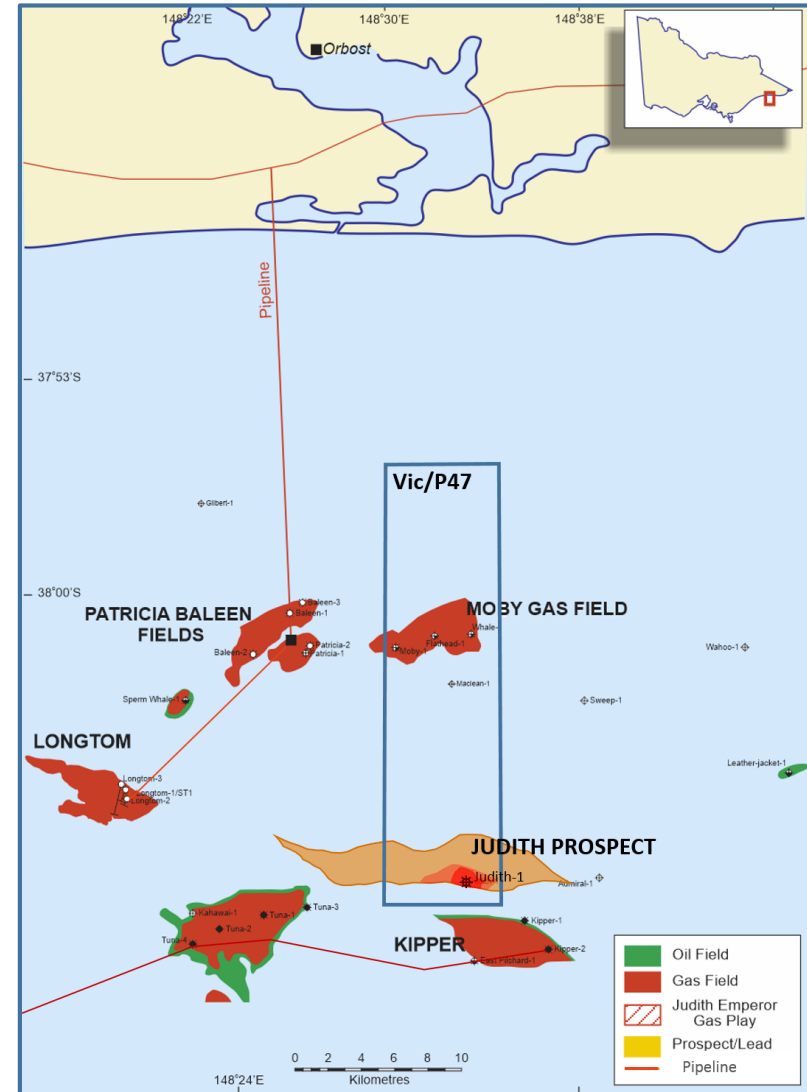 148°22'E
148°30'E
148°38'E
Orbost
Pipeline
37°53'S
Vic/P47
Gilbert-1
38°00'S
PATRICIA BALEEN
FIELDS
Baleen-3
Baleen-1
Baleen-2
Patricia-2
Patricia-1
MOBY GAS FIELD
Whale-
Flathead-1
Moby-1
Wahoo-1
Maclean-1
Sperm Whale-1
Sweep-1
LONGTOM
Longtom-3
Longtom-1/ST1
Longtom-2
Leather-jacket-1
JUDITH PROSPECT
Judith-1
Admiral-1
Kahawai-1
Tuna-1
Tuna-3
Tuna-2
Tuna-4
KIPPER
Kipper-1
Kipper-2
East Pilchard-1
Oil Field
Gas Field
Judith Emperor
Gas Play
Prospect/Lead
Pipeline
0 2 4 6 8 10
Kilometres
148°24'E